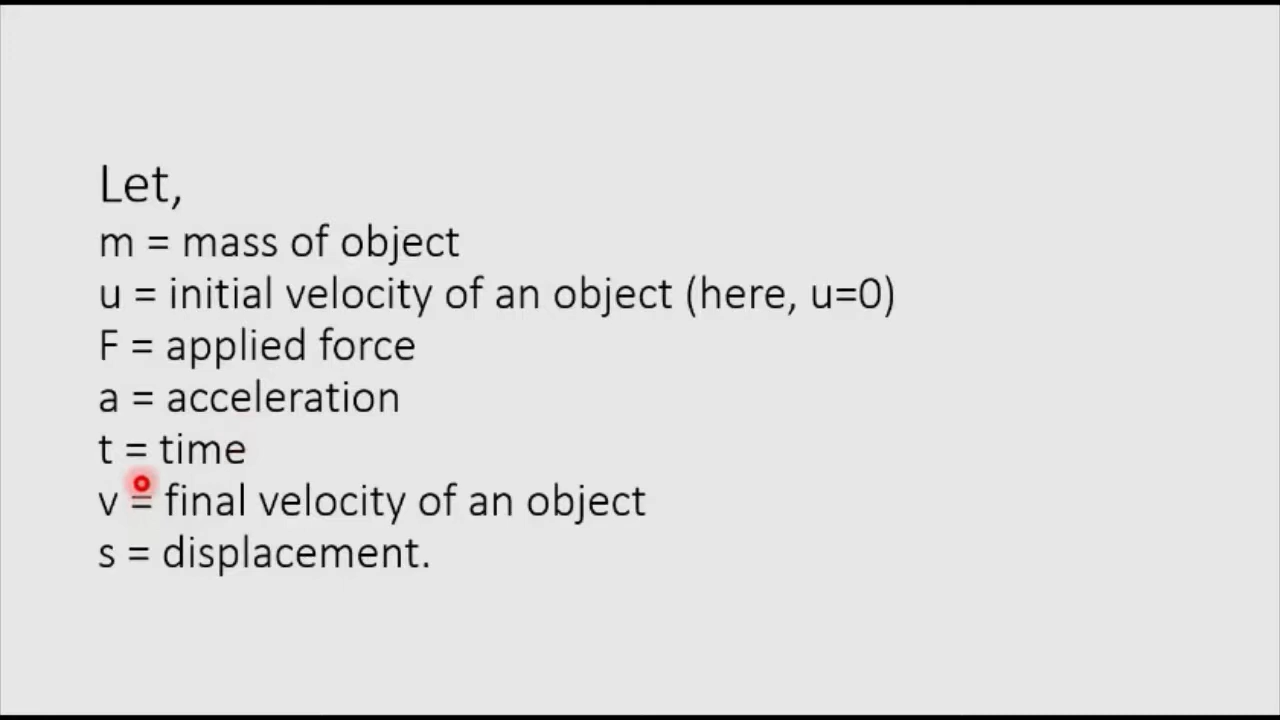 Let,
m = mass of object
u = initial velocity of an object (here, u=0)
F = applied force
a = acceleration
t = time
v = final velocity of an object
s = displacement.